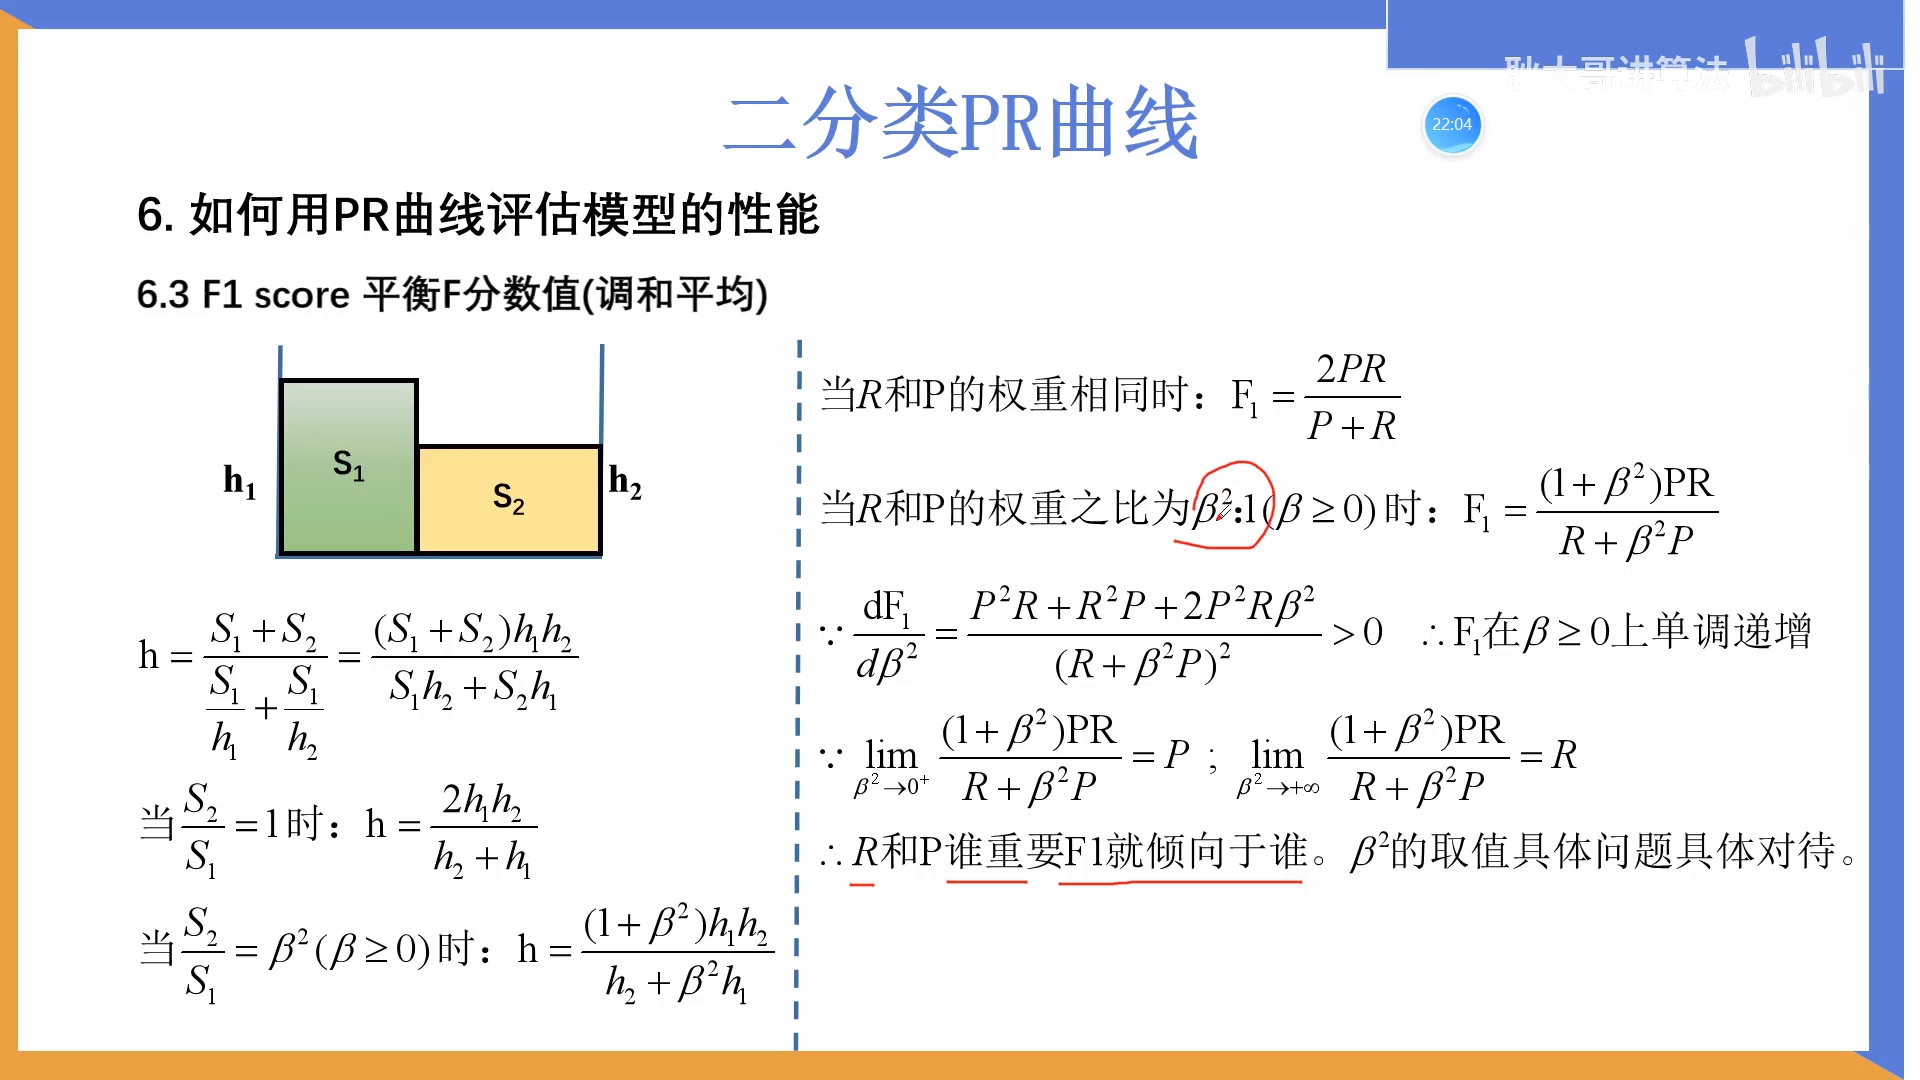 耿大哥讲算法 bilibili
二分类PR曲线
22:04
6. 如何用PR曲线评估模型的性能
6.3 F1 score 平衡F分数值(调和平均)
S₁
S₂
h₁
h₂
h = (S₁+S₂)/(S₁/h₁ + S₁/h₂) = (S₁+S₂)h₁h₂/(S₁h₂+S₂h₁)
当 S₂/S₁ = 1时: h = 2h₁h₂/(h₂+h₁)
当 S₂/S₁ = β²(β ≥ 0)时: h = (1+β²)h₁h₂/(h₂+β²h₁)
当R和P的权重相同时: F₁ = 2PR/(P+R)
当R和P的权重之比为β²:1(β ≥ 0)时: F₁ = (1+β²)PR/(R+β²P)
∵ dF₁/dβ² = (P²R+R²P+2P²Rβ²)/(R+β²P)² > 0 ∴F₁在β ≥ 0上单调递增
∵ lim β²→0⁺ (1+β²)PR/(R+β²P) = P ; lim β²→+∞ (1+β²)PR/(R+β²P) = R
∴ R和P谁重要F1就倾向于谁。β²的取值具体问题具体对待。